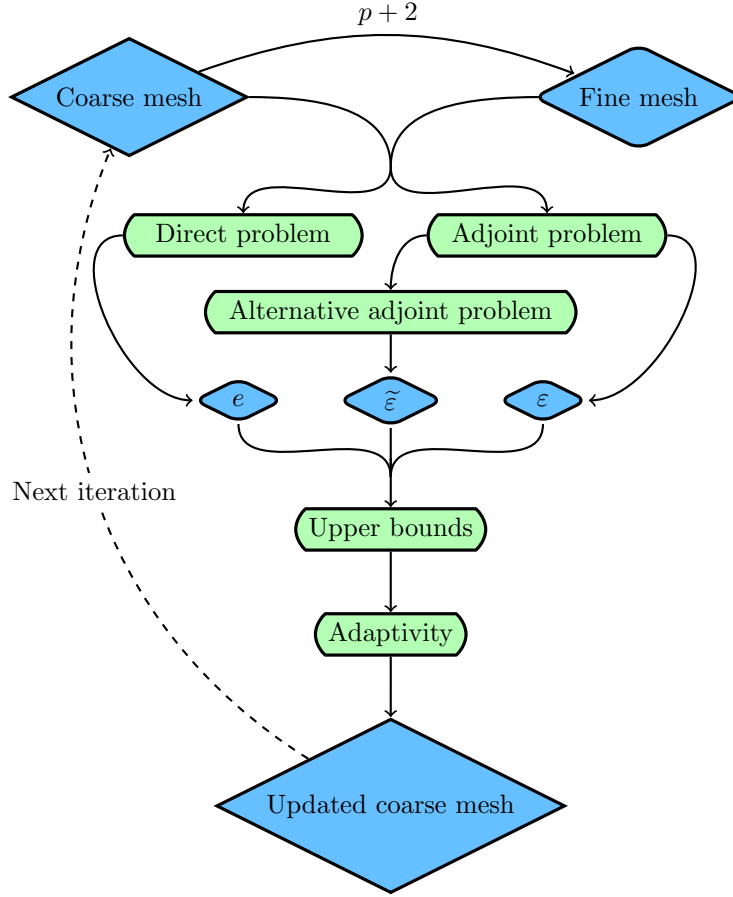 p + 2
Coarse mesh
Fine mesh
Direct problem
Adjoint problem
Alternative adjoint problem
e
ε̃
ε
Next iteration
Upper bounds
Adaptivity
Updated coarse mesh